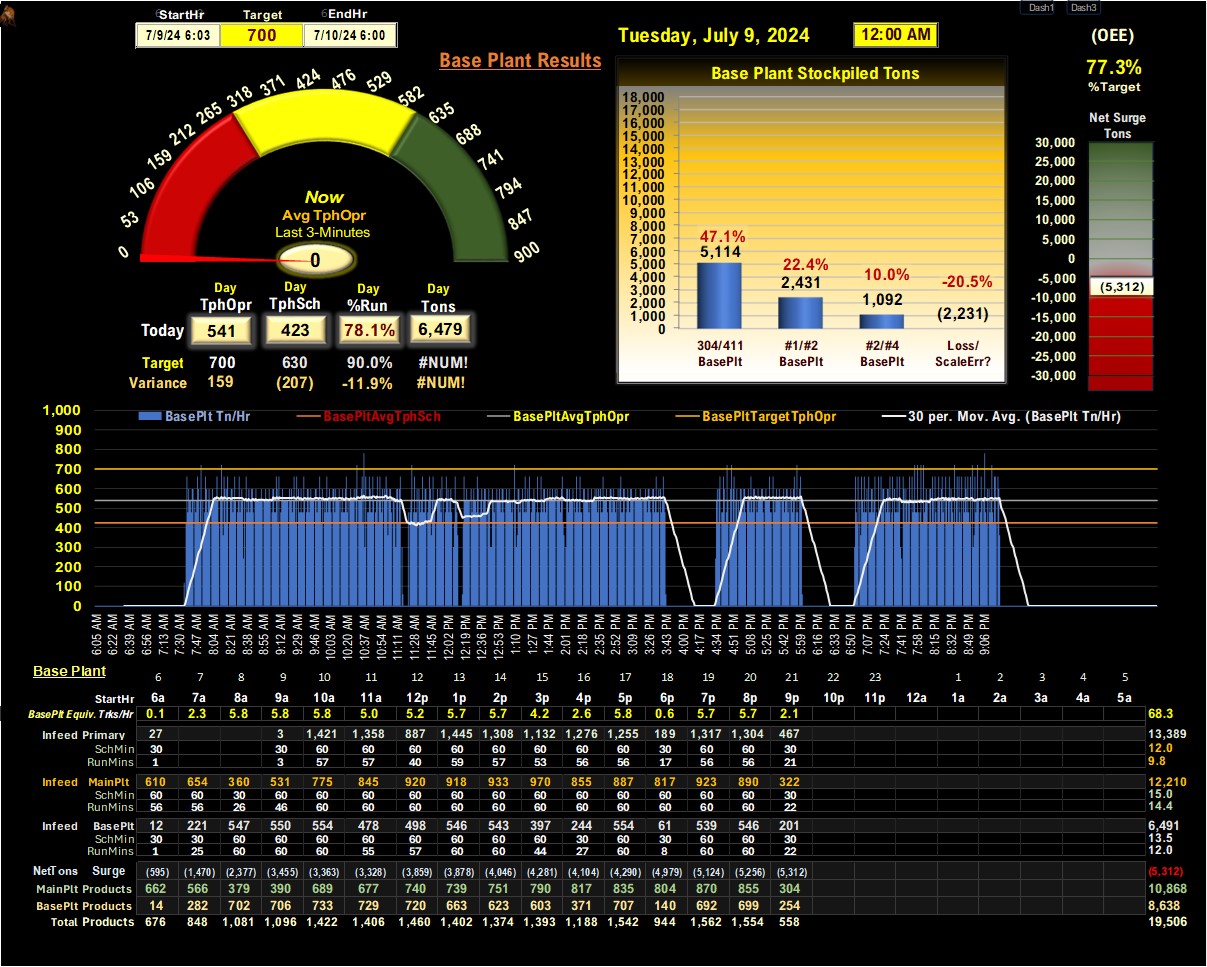 Dash1 Dash3
StartHr Target EndHr
7/9/24 6:03 700 7/10/24 6:00
Base Plant Results
0 53 106 159 212 265 318 371 424 476 529 582 635 688 741 794 847 900
Now
Avg TphOpr
Last 3-Minutes
0
Day Day Day Day
TphOpr TphSch %Run Tons
Today 541 423 78.1% 6,479
Target 700 630 90.0% #NUM!
Variance 159 (207) -11.9% #NUM!
Tuesday, July 9, 2024 12:00 AM
Base Plant Stockpiled Tons
18,000
17,000
16,000
15,000
14,000
13,000
12,000
11,000
10,000
9,000
8,000
7,000
6,000
5,000
4,000
3,000
2,000
1,000
0
47.1% 22.4% 10.0% -20.5%
5,114 2,431 1,092 (2,231)
304/411 #1/#2 #2/#4 Loss/
BasePlt BasePlt BasePlt ScaleErr?
(OEE)
77.3%
%Target
Net Surge
Tons
30,000
25,000
20,000
15,000
10,000
5,000
0
-5,000
(5,312)
-10,000
-15,000
-20,000
-25,000
-30,000
BasePlt Tn/Hr BasePltAvgTphSch BasePltAvgTphOpr BasePltTargetTphOpr 30 per. Mov. Avg. (BasePlt Tn/Hr)
1,000
900
800
700
600
500
400
300
200
100
0
6:05 AM 6:22 AM 6:39 AM 6:56 AM 7:13 AM 7:30 AM 7:47 AM 8:04 AM 8:21 AM 8:38 AM 8:55 AM 9:12 AM 9:29 AM 9:46 AM 10:03 AM 10:20 AM 10:37 AM 10:54 AM 11:11 AM 11:28 AM 11:45 AM 12:02 PM 12:19 PM 12:36 PM 12:53 PM 1:10 PM 1:27 PM 1:44 PM 2:01 PM 2:18 PM 2:35 PM 2:52 PM 3:09 PM 3:26 PM 3:43 PM 4:00 PM 4:17 PM 4:34 PM 4:51 PM 5:08 PM 5:25 PM 5:42 PM 5:59 PM 6:16 PM 6:33 PM 6:50 PM 7:07 PM 7:24 PM 7:41 PM 7:58 PM 8:15 PM 8:32 PM 8:49 PM 9:06 PM
Base Plant 6 7 8 9 10 11 12 13 14 15 16 17 18 19 20 21 22 23 1 2 3 4 5
StartHr 6a 7a 8a 9a 10a 11a 12p 1p 2p 3p 4p 5p 6p 7p 8p 9p 10p 11p 12a 1a 2a 3a 4a 5a
BasePlt Equiv. Trks/Hr 0.1 2.3 5.8 5.8 5.8 5.0 5.2 5.7 5.7 4.2 2.6 5.8 0.6 5.7 5.7 2.1 68.3
Infeed Primary 27 3 1,421 1,358 887 1,445 1,308 1,132 1,276 1,255 189 1,317 1,304 467 13,389
SchMin 30 30 60 60 60 60 60 60 60 60 30 60 60 30 12.0
RunMins 1 3 57 57 40 59 57 53 56 56 17 56 56 21 9.8
Infeed MainPlt 610 654 360 531 775 845 920 918 933 970 855 887 817 923 890 322 12,210
SchMin 60 60 30 60 60 60 60 60 60 60 60 60 60 60 60 30 15.0
RunMins 56 56 26 46 60 60 60 60 60 60 60 60 60 60 60 22 14.4
Infeed BasePlt 12 221 547 550 554 478 498 546 543 397 244 554 61 539 546 201 6,491
SchMin 30 30 60 60 60 60 60 60 60 60 30 60 30 60 60 30 13.5
RunMins 1 25 60 60 60 55 57 60 60 44 27 60 8 60 60 22 12.0
NetTons Surge (595) (1,470) (2,377) (3,455) (3,363) (3,328) (3,859) (3,878) (4,046) (4,281) (4,104) (4,290) (4,979) (5,124) (5,256) (5,312) (5,312)
MainPlt Products 662 566 379 390 689 677 740 739 751 790 817 835 804 870 855 304 10,868
BasePlt Products 14 282 702 706 733 729 720 663 623 603 371 707 140 692 699 254 8,638
Total Products 676 848 1,081 1,096 1,422 1,406 1,460 1,402 1,374 1,393 1,188 1,542 944 1,562 1,554 558 19,506